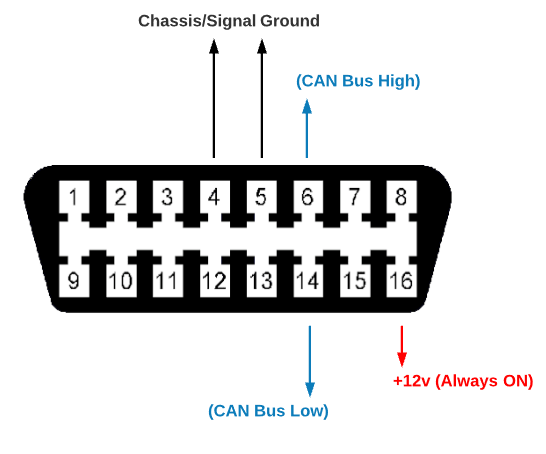 Chassis/Signal Ground
(CAN Bus High)
1 2 3 4 5 6 7 8
9 10 11 12 13 14 15 16
+12v (Always ON)
(CAN Bus Low)